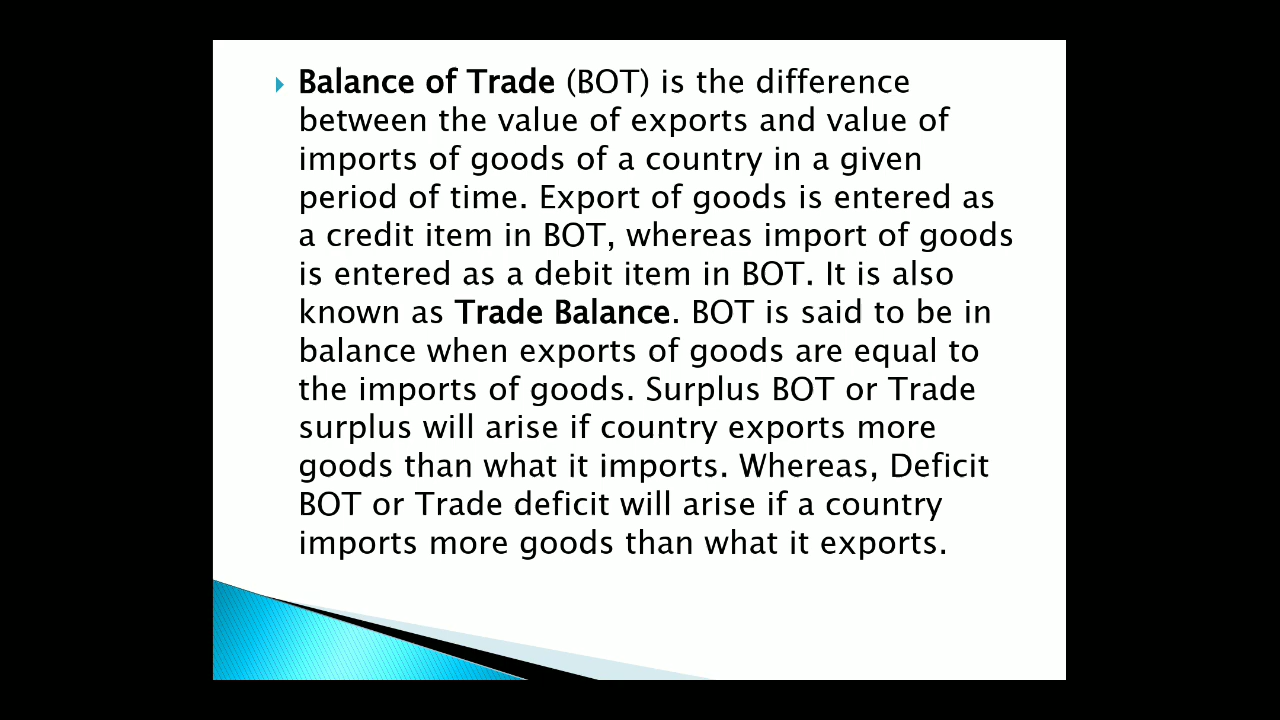 Balance of Trade (BOT) is the difference
between the value of exports and value of
imports of goods of a country in a given
period of time. Export of goods is entered as
a credit item in BOT, whereas import of goods
is entered as a debit item in BOT. It is also
known as Trade Balance. BOT is said to be in
balance when exports of goods are equal to
the imports of goods. Surplus BOT or Trade
surplus will arise if country exports more
goods than what it imports. Whereas, Deficit
BOT or Trade deficit will arise if a country
imports more goods than what it exports.